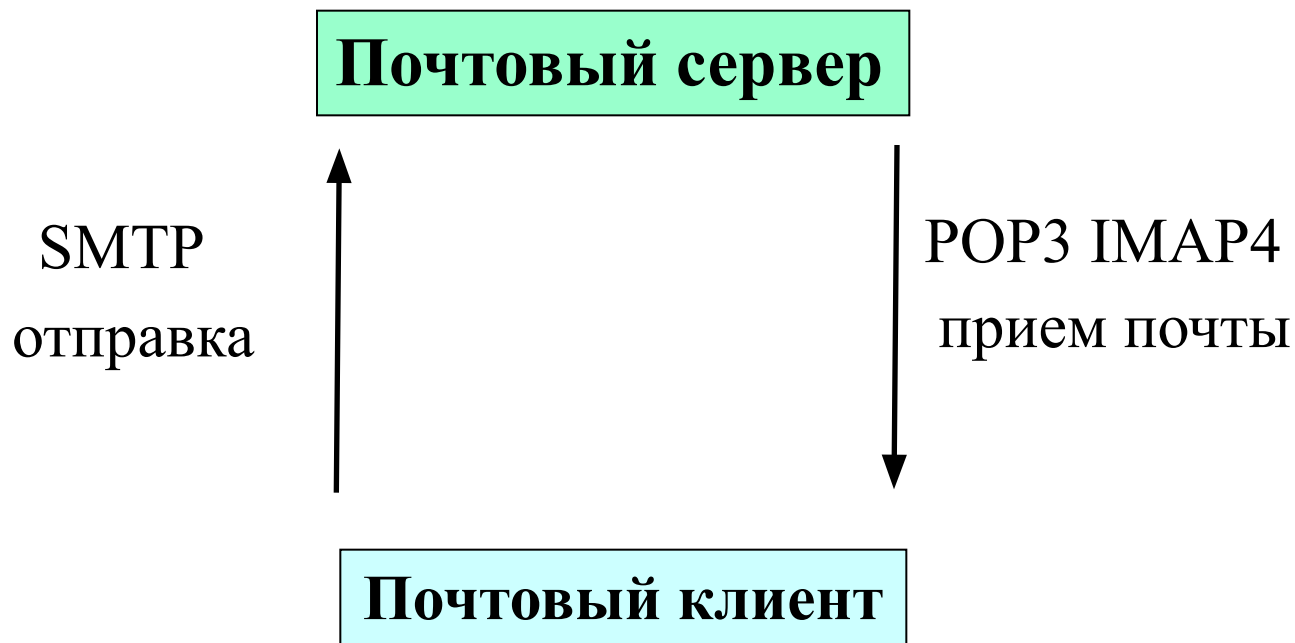 Почтовый сервер
SMTP
отправка
POP3 IMAP4
прием почты
Почтовый клиент